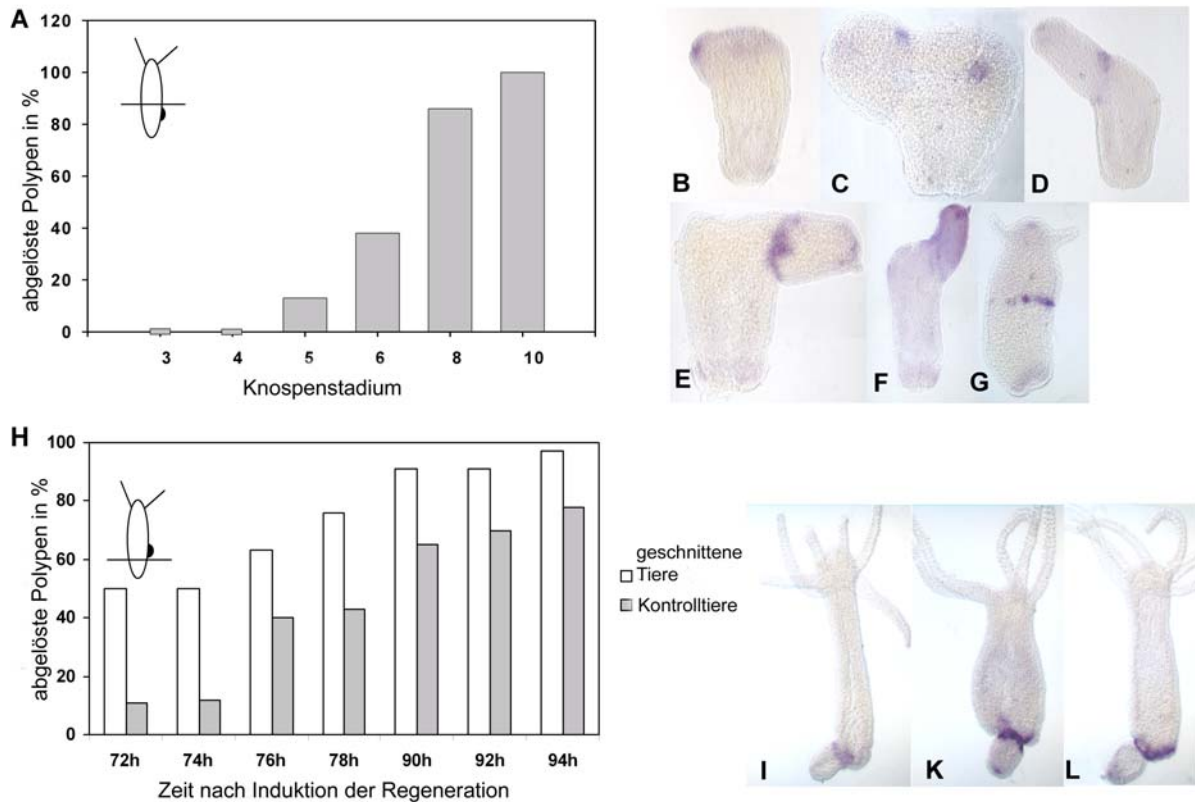 A
120
100
80
60
40
20
0
abgelöste Polypen in %
3 4 5 6 8 10
Knospenstadium
B
C
D
E
F
G
H
100
80
60
40
20
0
abgelöste Polypen in %
72h 74h 76h 78h 90h 92h 94h
Zeit nach Induktion der Regeneration
geschnittene
Tiere
Kontrolltiere
I
K
L